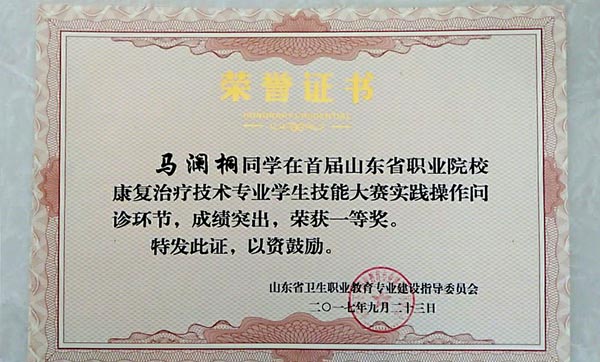 荣誉证书
HONORARY CREDENTIAL
马澜桐同学在首届山东省职业院校
康复治疗技术专业学生技能大赛实践操作问
诊环节，成绩突出，荣获一等奖。
特发此证，以资鼓励。
山东省卫生职业教育专业建设指导委员会
二〇一七年九月二十三日